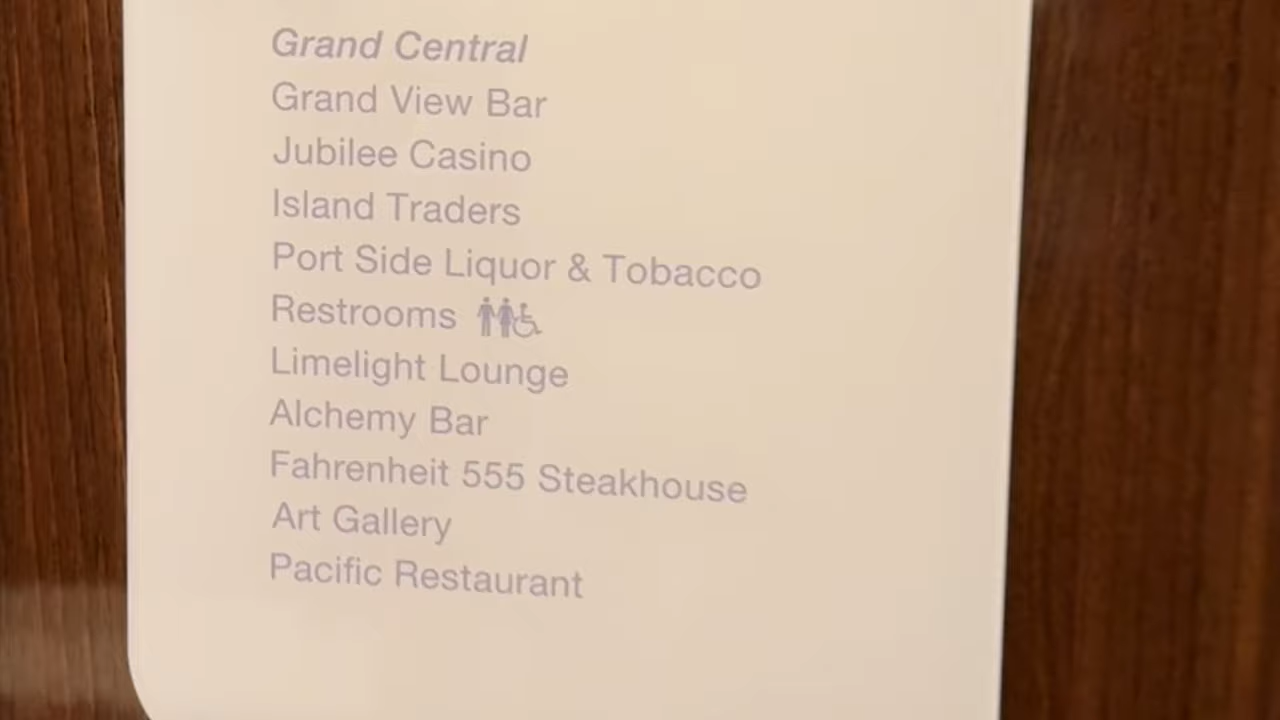 Grand Central
Grand View Bar
Jubilee Casino
Island Traders
Port Side Liquor & Tobacco
Restrooms
Limelight Lounge
Alchemy Bar
Fahrenheit 555 Steakhouse
Art Gallery
Pacific Restaurant